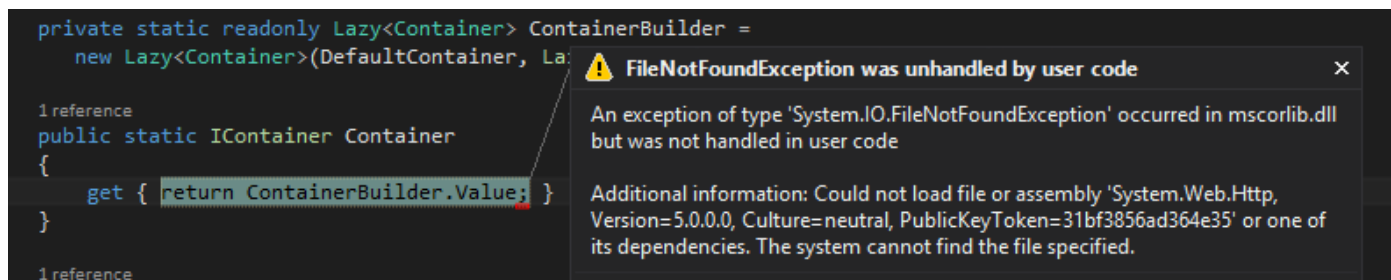 private static readonly Lazy<Container> ContainerBuilder =
new Lazy<Container>(DefaultContainer, La
FileNotFoundException was unhandled by user code
1 reference
An exception of type 'System.IO.FileNotFoundException' occurred in mscorlib.dll
public static IContainer Container
but was not handled in user code
{
get { return ContainerBuilder.Value; }
Additional information: Could not load file or assembly 'System.Web.Http,
Version=5.0.0.0, Culture=neutral, PublicKeyToken=31bf3856ad364e35' or one of
}
its dependencies. The system cannot find the file specified.
1 reference